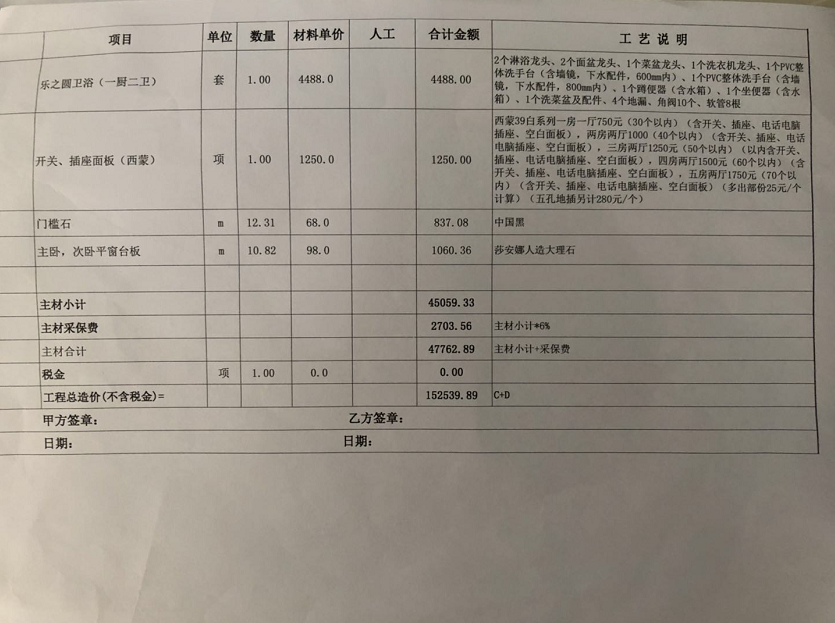 项目 单位 数量 材料单价 人工 合计金额 工 艺 说 明
乐之圆卫浴（一厨二卫） 套 1.00 4488.0 4488.00
2个淋浴龙头、2个面盆龙头、1个菜盆龙头、1个洗衣机龙头、1个PVC整
体洗手台（含墙镜，下水配件，600mm内）、1个PVC整体洗手台（含墙
镜，下水配件，800mm内）、1个蹲便器（含水箱）、1个坐便器（含水
箱）、1个洗菜盆及配件、4个地漏、角阀10个、软管8根
开关、插座面板（西蒙） 项 1.00 1250.0 1250.00
西蒙39白系列一房一厅750元（30个以内）（含开关、插座、电话电脑
插座、空白面板），两房两厅1000（40个以内）（含开关、插座、电话电
脑插座、空白面板），三房两厅1250元（50个以内）（以内含开关、
插座、电话电脑插座、空白面板），四房两厅1500元（60个以内）（含
开关、插座、电话电脑插座、空白面板），五房两厅1750元（70个以
内）（含开关、插座、电话电脑插座、空白面板）（多出部份25元/个
计算）（五孔地插另计280元/个）
门槛石 m 12.31 68.0 837.08 中国黑
主卧，次卧平窗台板 m 10.82 98.0 1060.36 莎安娜人造大理石
主材小计 45059.33
主材采保费 2703.56 主材小计*6%
主材合计 47762.89 主材小计+采保费
税金 项 1.00 0.0 0.00
工程总造价(不含税金)= 152539.89 C+D
甲方签章： 乙方签章：
日期： 日期：